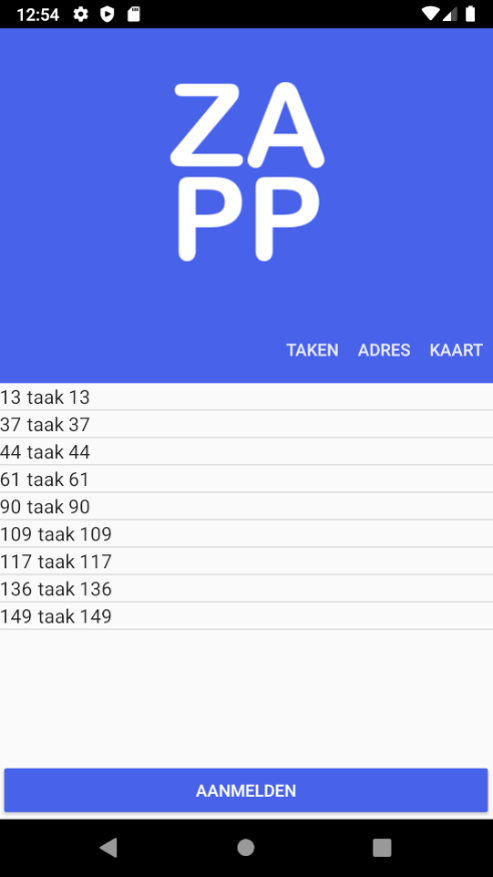 12:54
ZA
PP
TAKEN ADRES KAART
13 taak 13
37 taak 37
44 taak 44
61 taak 61
90 taak 90
109 taak 109
117 taak 117
136 taak 136
149 taak 149
AANMELDEN